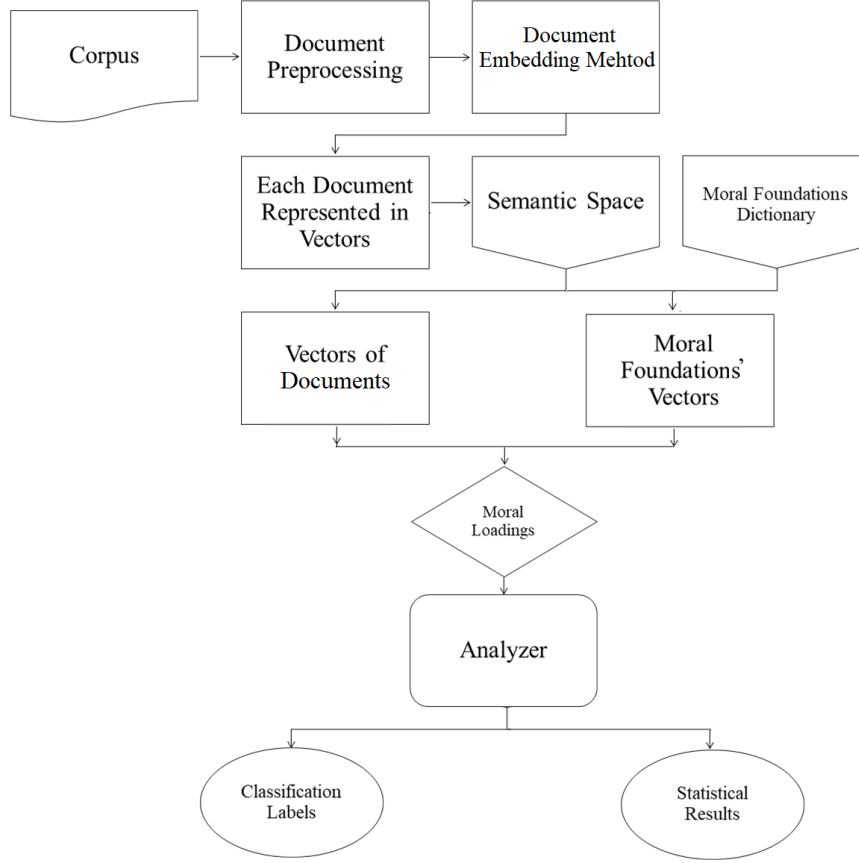 Corpus
Document
Preprocessing
Document
Embedding Mehtod
Each Document
Represented in
Vectors
Semantic Space
Moral Foundations
Dictionary
Vectors of
Documents
Moral
Foundations’
Vectors
Moral
Loadings
Analyzer
Classification
Labels
Statistical
Results